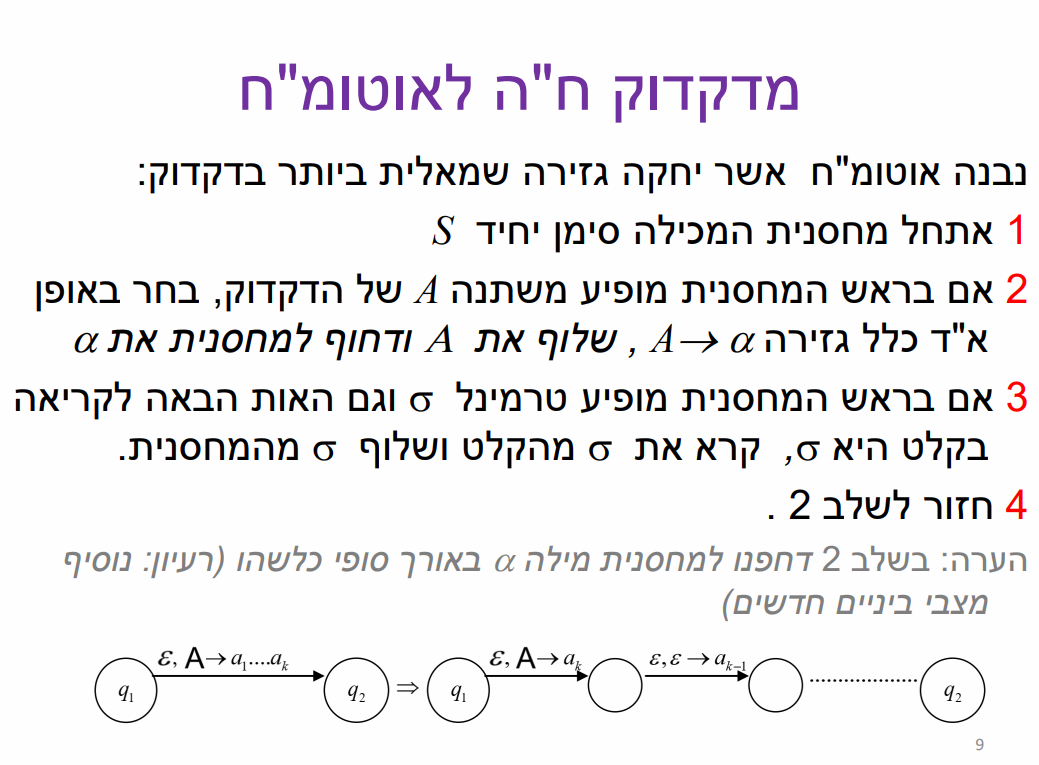 מדקדוק ח"ה לאוטומ"ח
נבנה אוטומ"ח אשר יחקה גזירה שמאלית ביותר בדקדוק:
1 אתחל מחסנית המכילה סימן יחיד S
2 אם בראש המחסנית מופיע משתנה A של הדקדוק, בחר באופן
א"ד כלל גזירה A→ α , שלוף את A ודחוף למחסנית את α
3 אם בראש המחסנית מופיע טרמינל σ וגם האות הבאה לקריאה
בקלט היא σ, קרא את σ מהקלט ושלוף σ מהמחסנית.
4 חזור לשלב 2 .
הערה: בשלב 2 דחפנו למחסנית מילה α באורך סופי כלשהו (רעיון: נוסיף
מצבי ביניים חדשים)
ε, A→a₁....aₖ ε, A→aₖ ε,ε→aₖ₋₁
q₁ q₂ ⇒ q₁ ................... q₂
9